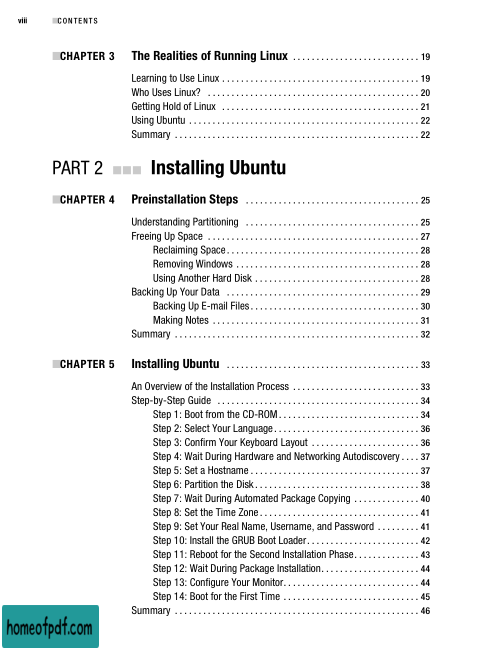 viii ■CONTENTS
■CHAPTER 3 The Realities of Running Linux . . . . . . . . . . . . . . . . . . . . . . . . . . . 19
Learning to Use Linux . . . . . . . . . . . . . . . . . . . . . . . . . . . . . . . . . . . . . . . . . . 19
Who Uses Linux? . . . . . . . . . . . . . . . . . . . . . . . . . . . . . . . . . . . . . . . . . . . . . 20
Getting Hold of Linux . . . . . . . . . . . . . . . . . . . . . . . . . . . . . . . . . . . . . . . . . . 21
Using Ubuntu . . . . . . . . . . . . . . . . . . . . . . . . . . . . . . . . . . . . . . . . . . . . . . . . . 22
Summary . . . . . . . . . . . . . . . . . . . . . . . . . . . . . . . . . . . . . . . . . . . . . . . . . . . . 22
PART 2 ■■■ Installing Ubuntu
■CHAPTER 4 Preinstallation Steps . . . . . . . . . . . . . . . . . . . . . . . . . . . . . . . . . . . . . 25
Understanding Partitioning . . . . . . . . . . . . . . . . . . . . . . . . . . . . . . . . . . . . . 25
Freeing Up Space . . . . . . . . . . . . . . . . . . . . . . . . . . . . . . . . . . . . . . . . . . . . . 27
Reclaiming Space . . . . . . . . . . . . . . . . . . . . . . . . . . . . . . . . . . . . . . . . . 28
Removing Windows . . . . . . . . . . . . . . . . . . . . . . . . . . . . . . . . . . . . . . . 28
Using Another Hard Disk . . . . . . . . . . . . . . . . . . . . . . . . . . . . . . . . . . . 28
Backing Up Your Data . . . . . . . . . . . . . . . . . . . . . . . . . . . . . . . . . . . . . . . . . 29
Backing Up E-mail Files . . . . . . . . . . . . . . . . . . . . . . . . . . . . . . . . . . . . 30
Making Notes . . . . . . . . . . . . . . . . . . . . . . . . . . . . . . . . . . . . . . . . . . . . 31
Summary . . . . . . . . . . . . . . . . . . . . . . . . . . . . . . . . . . . . . . . . . . . . . . . . . . . . 32
■CHAPTER 5 Installing Ubuntu . . . . . . . . . . . . . . . . . . . . . . . . . . . . . . . . . . . . . . . . . 33
An Overview of the Installation Process . . . . . . . . . . . . . . . . . . . . . . . . . . . 33
Step-by-Step Guide . . . . . . . . . . . . . . . . . . . . . . . . . . . . . . . . . . . . . . . . . . . 34
Step 1: Boot from the CD-ROM . . . . . . . . . . . . . . . . . . . . . . . . . . . . . . 34
Step 2: Select Your Language . . . . . . . . . . . . . . . . . . . . . . . . . . . . . . . 36
Step 3: Confirm Your Keyboard Layout . . . . . . . . . . . . . . . . . . . . . . . 36
Step 4: Wait During Hardware and Networking Autodiscovery . . . . 37
Step 5: Set a Hostname . . . . . . . . . . . . . . . . . . . . . . . . . . . . . . . . . . . . 37
Step 6: Partition the Disk . . . . . . . . . . . . . . . . . . . . . . . . . . . . . . . . . . . 38
Step 7: Wait During Automated Package Copying . . . . . . . . . . . . . . 40
Step 8: Set the Time Zone . . . . . . . . . . . . . . . . . . . . . . . . . . . . . . . . . . 41
Step 9: Set Your Real Name, Username, and Password . . . . . . . . . 41
Step 10: Install the GRUB Boot Loader . . . . . . . . . . . . . . . . . . . . . . . . 42
Step 11: Reboot for the Second Installation Phase . . . . . . . . . . . . . . 43
Step 12: Wait During Package Installation . . . . . . . . . . . . . . . . . . . . . 44
Step 13: Configure Your Monitor . . . . . . . . . . . . . . . . . . . . . . . . . . . . . 44
Step 14: Boot for the First Time . . . . . . . . . . . . . . . . . . . . . . . . . . . . . 45
Summary . . . . . . . . . . . . . . . . . . . . . . . . . . . . . . . . . . . . . . . . . . . . . . . . . . . . 46
homeofpdf.com